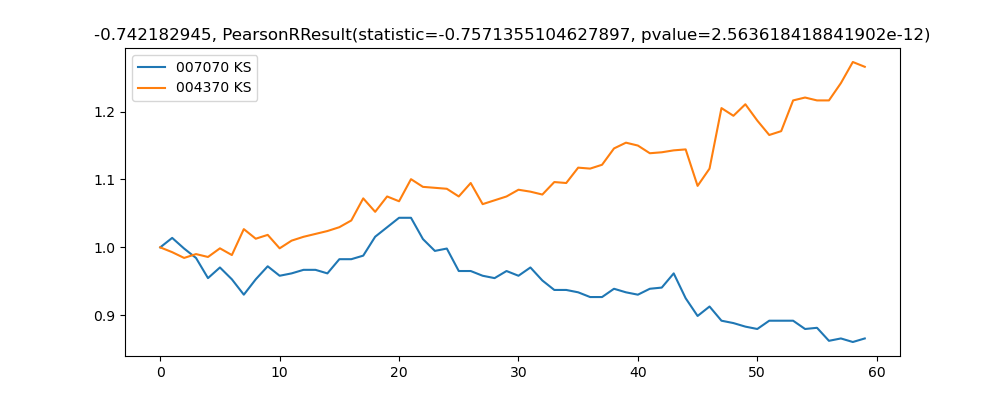 -0.742182945, PearsonRResult(statistic=-0.7571355104627897, pvalue=2.563618418841902e-12)
007070 KS
004370 KS
1.2
1.1
1.0
0.9
0 10 20 30 40 50 60